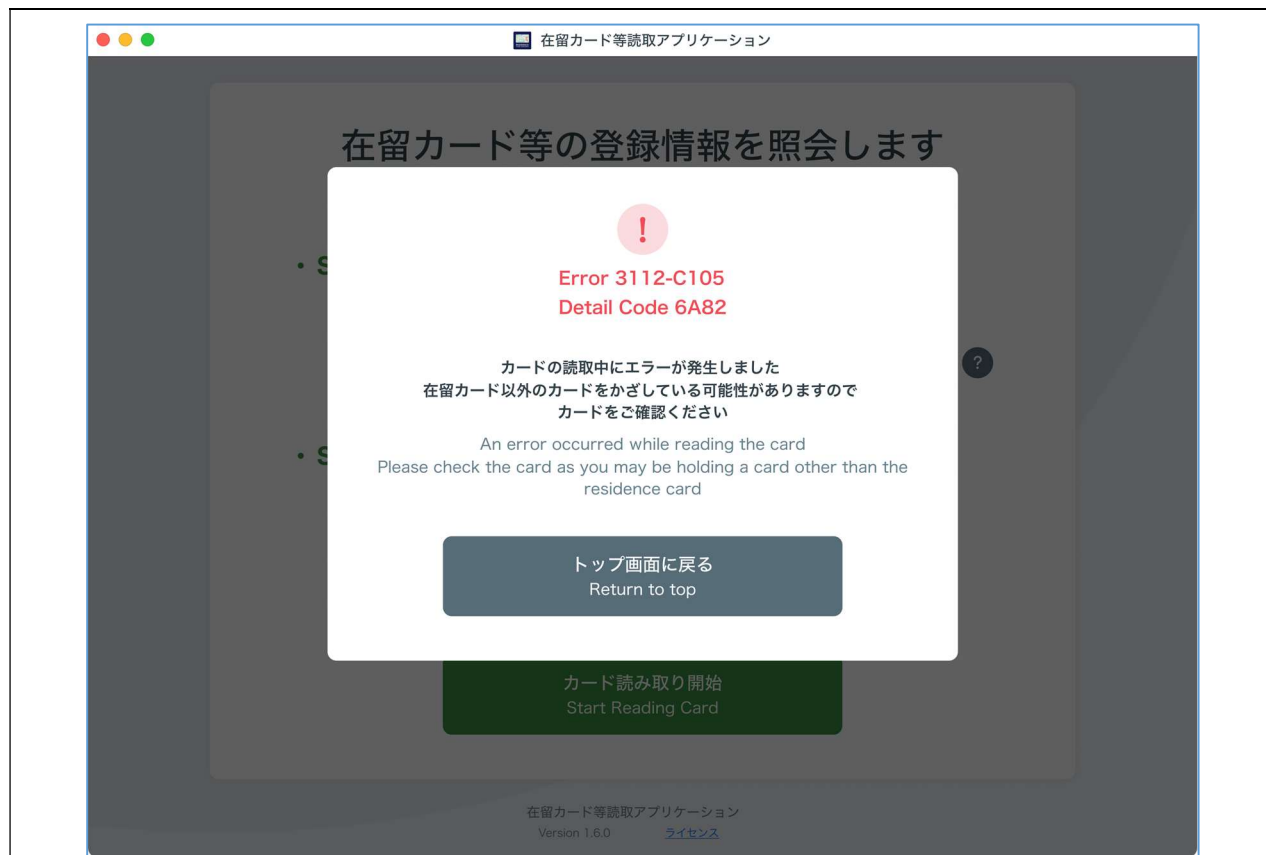 在留カード等読取アプリケーション
在留カード等の登録情報を照会します
!
Error 3112-C105
Detail Code 6A82
・S
?
カードの読取中にエラーが発生しました
在留カード以外のカードをかざしている可能性がありますので
カードをご確認ください
An error occurred while reading the card
・S
Please check the card as you may be holding a card other than the
residence card
トップ画面に戻る
Return to top
カード読み取り開始
Start Reading Card
在留カード等読取アプリケーション
Version 1.6.0 ライセンス